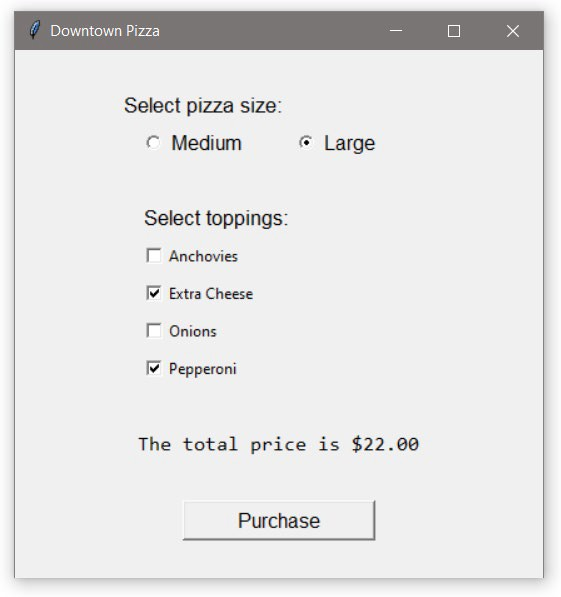 Downtown Pizza
Select pizza size:
Medium Large
Select toppings:
Anchovies
Extra Cheese
Onions
Pepperoni
The total price is $22.00
Purchase